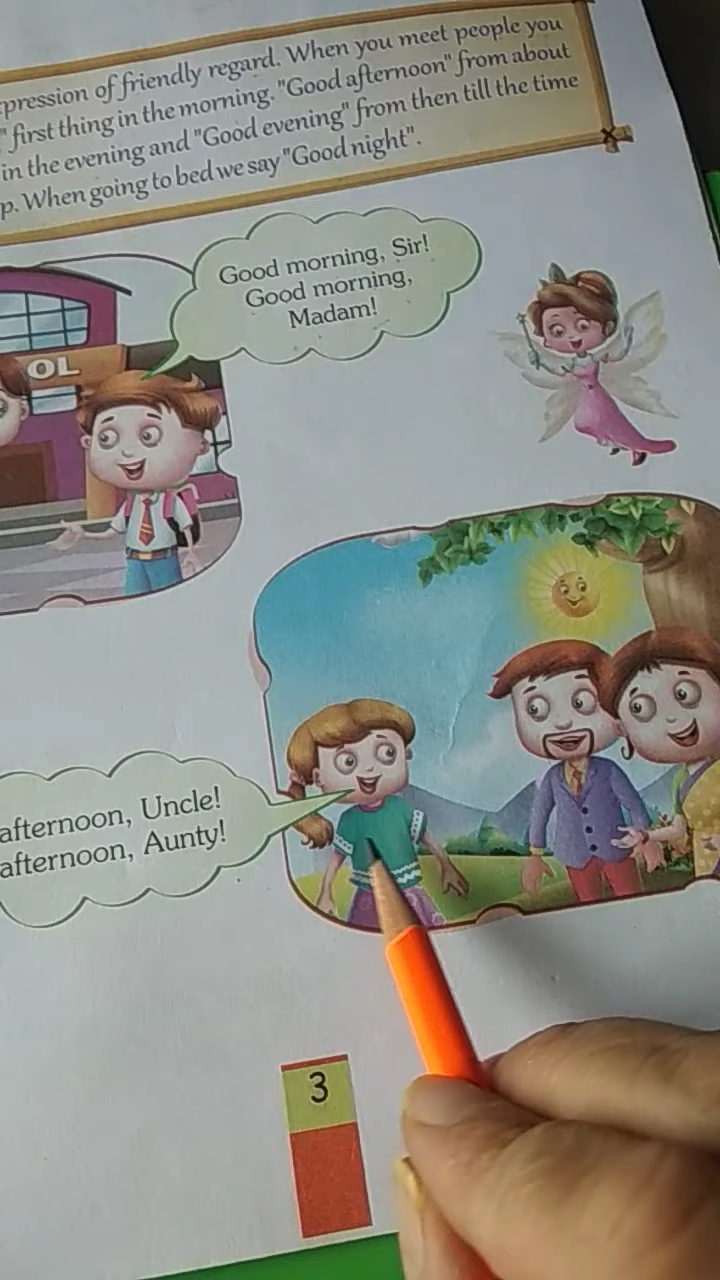 pression of friendly regard. When you meet people you
" first thing in the morning. "Good afternoon" from about
in the evening and "Good evening" from then till the time
p. When going to bed we say "Good night".
Good morning, Sir!
Good morning,
Madam!
OL
afternoon, Uncle!
afternoon, Aunty!
3